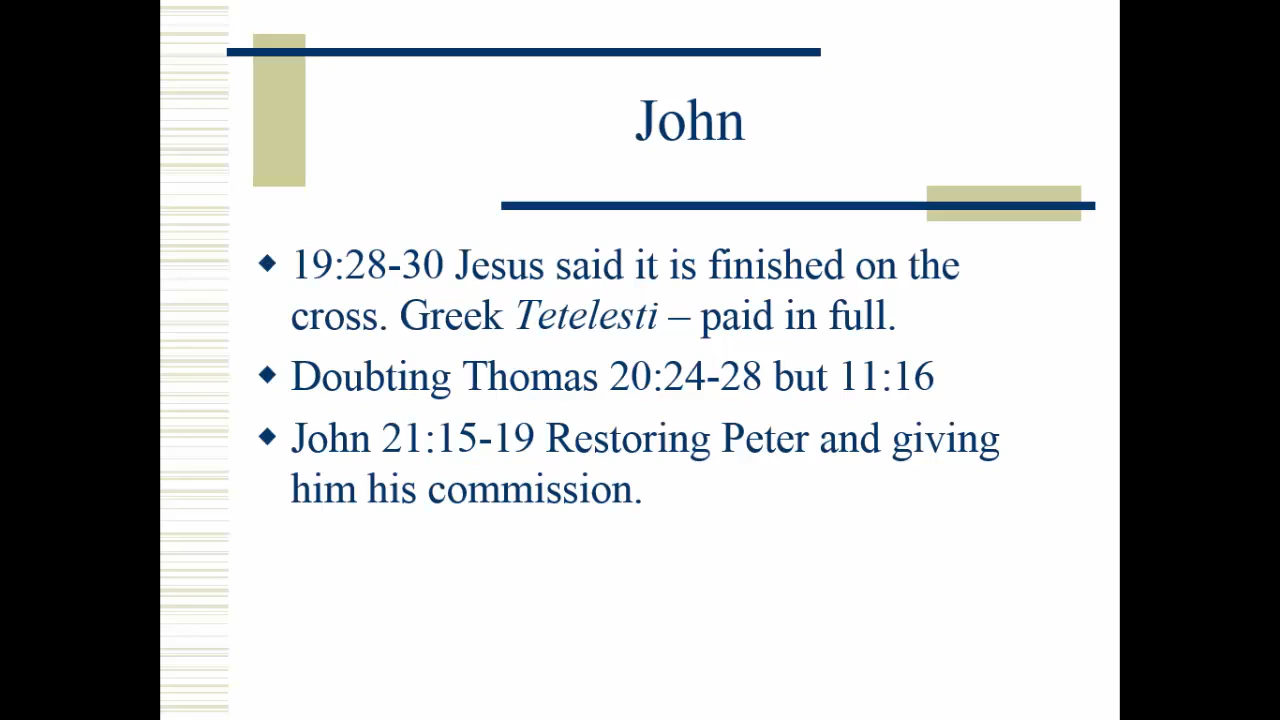 John
19:28-30 Jesus said it is finished on the
cross. Greek Tetelesti – paid in full.
Doubting Thomas 20:24-28 but 11:16
John 21:15-19 Restoring Peter and giving
him his commission.